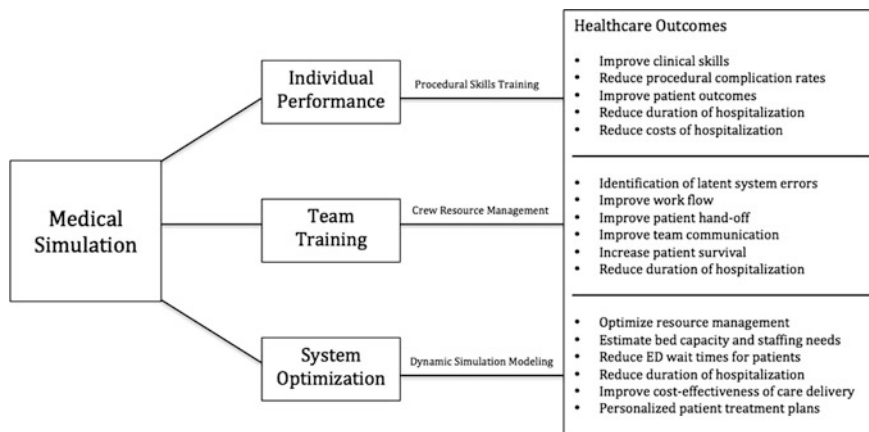 Medical
Simulation
Individual
Performance
Procedural Skills Training
Team
Training
Crew Resource Management
System
Optimization
Dynamic Simulation Modeling
Healthcare Outcomes
• Improve clinical skills
• Reduce procedural complication rates
• Improve patient outcomes
• Reduce duration of hospitalization
• Reduce costs of hospitalization
• Identification of latent system errors
• Improve work flow
• Improve patient hand-off
• Improve team communication
• Increase patient survival
• Reduce duration of hospitalization
• Optimize resource management
• Estimate bed capacity and staffing needs
• Reduce ED wait times for patients
• Reduce duration of hospitalization
• Improve cost-effectiveness of care delivery
• Personalized patient treatment plans